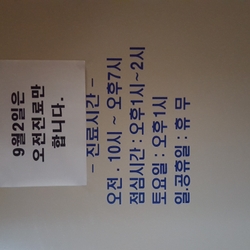 9월2일은
오전진료만
합니다.
- 진료시간 -
오전 . 10시 ~ 오후7시
점심시간 : 오후1시~2시
토요일 : 오후1시
일.공휴일 : 휴 무